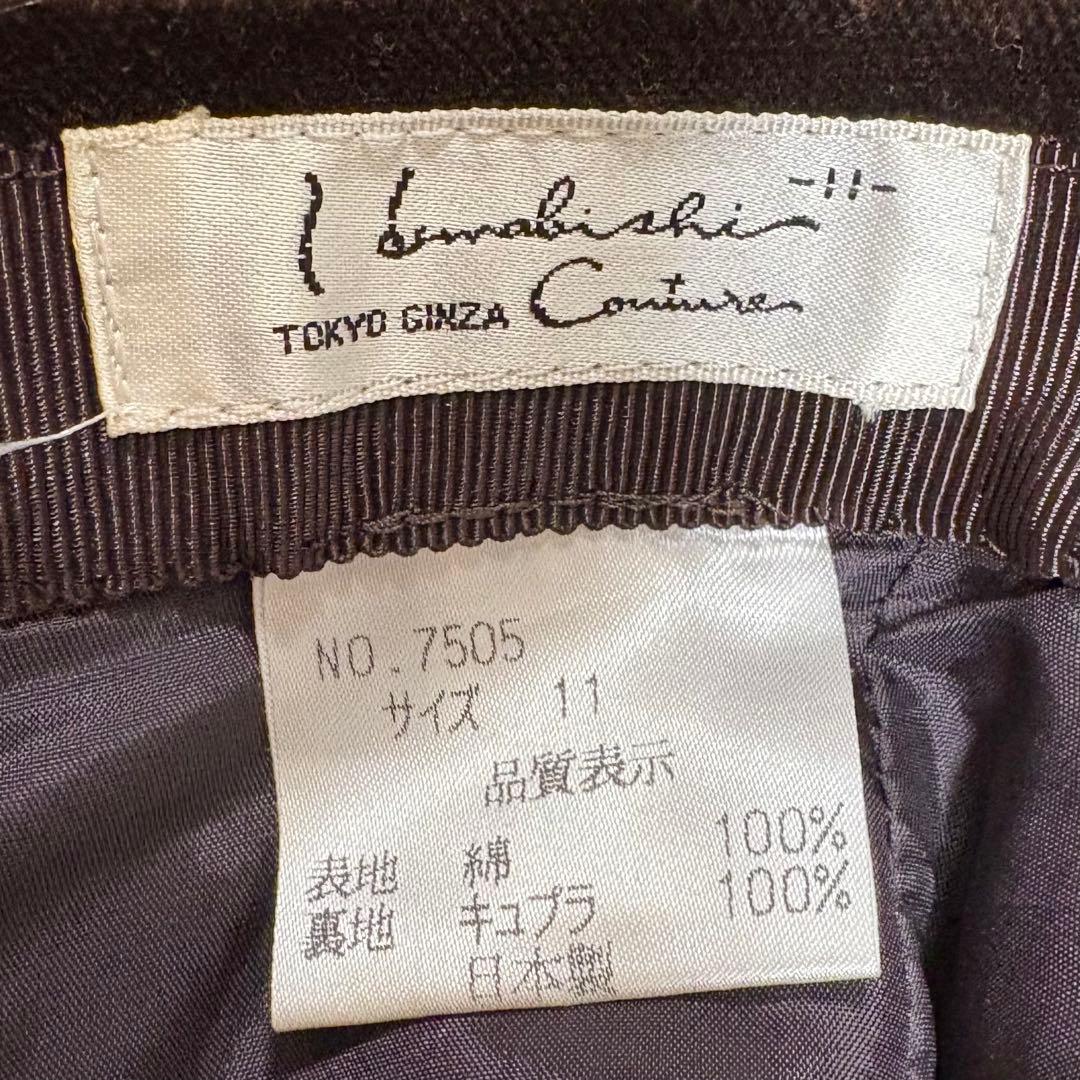 -11-
TOKYO GINZA Couture
NO.7505
サイズ 11
品質表示
表地 綿 100%
裏地 キュプラ 100%
日本製